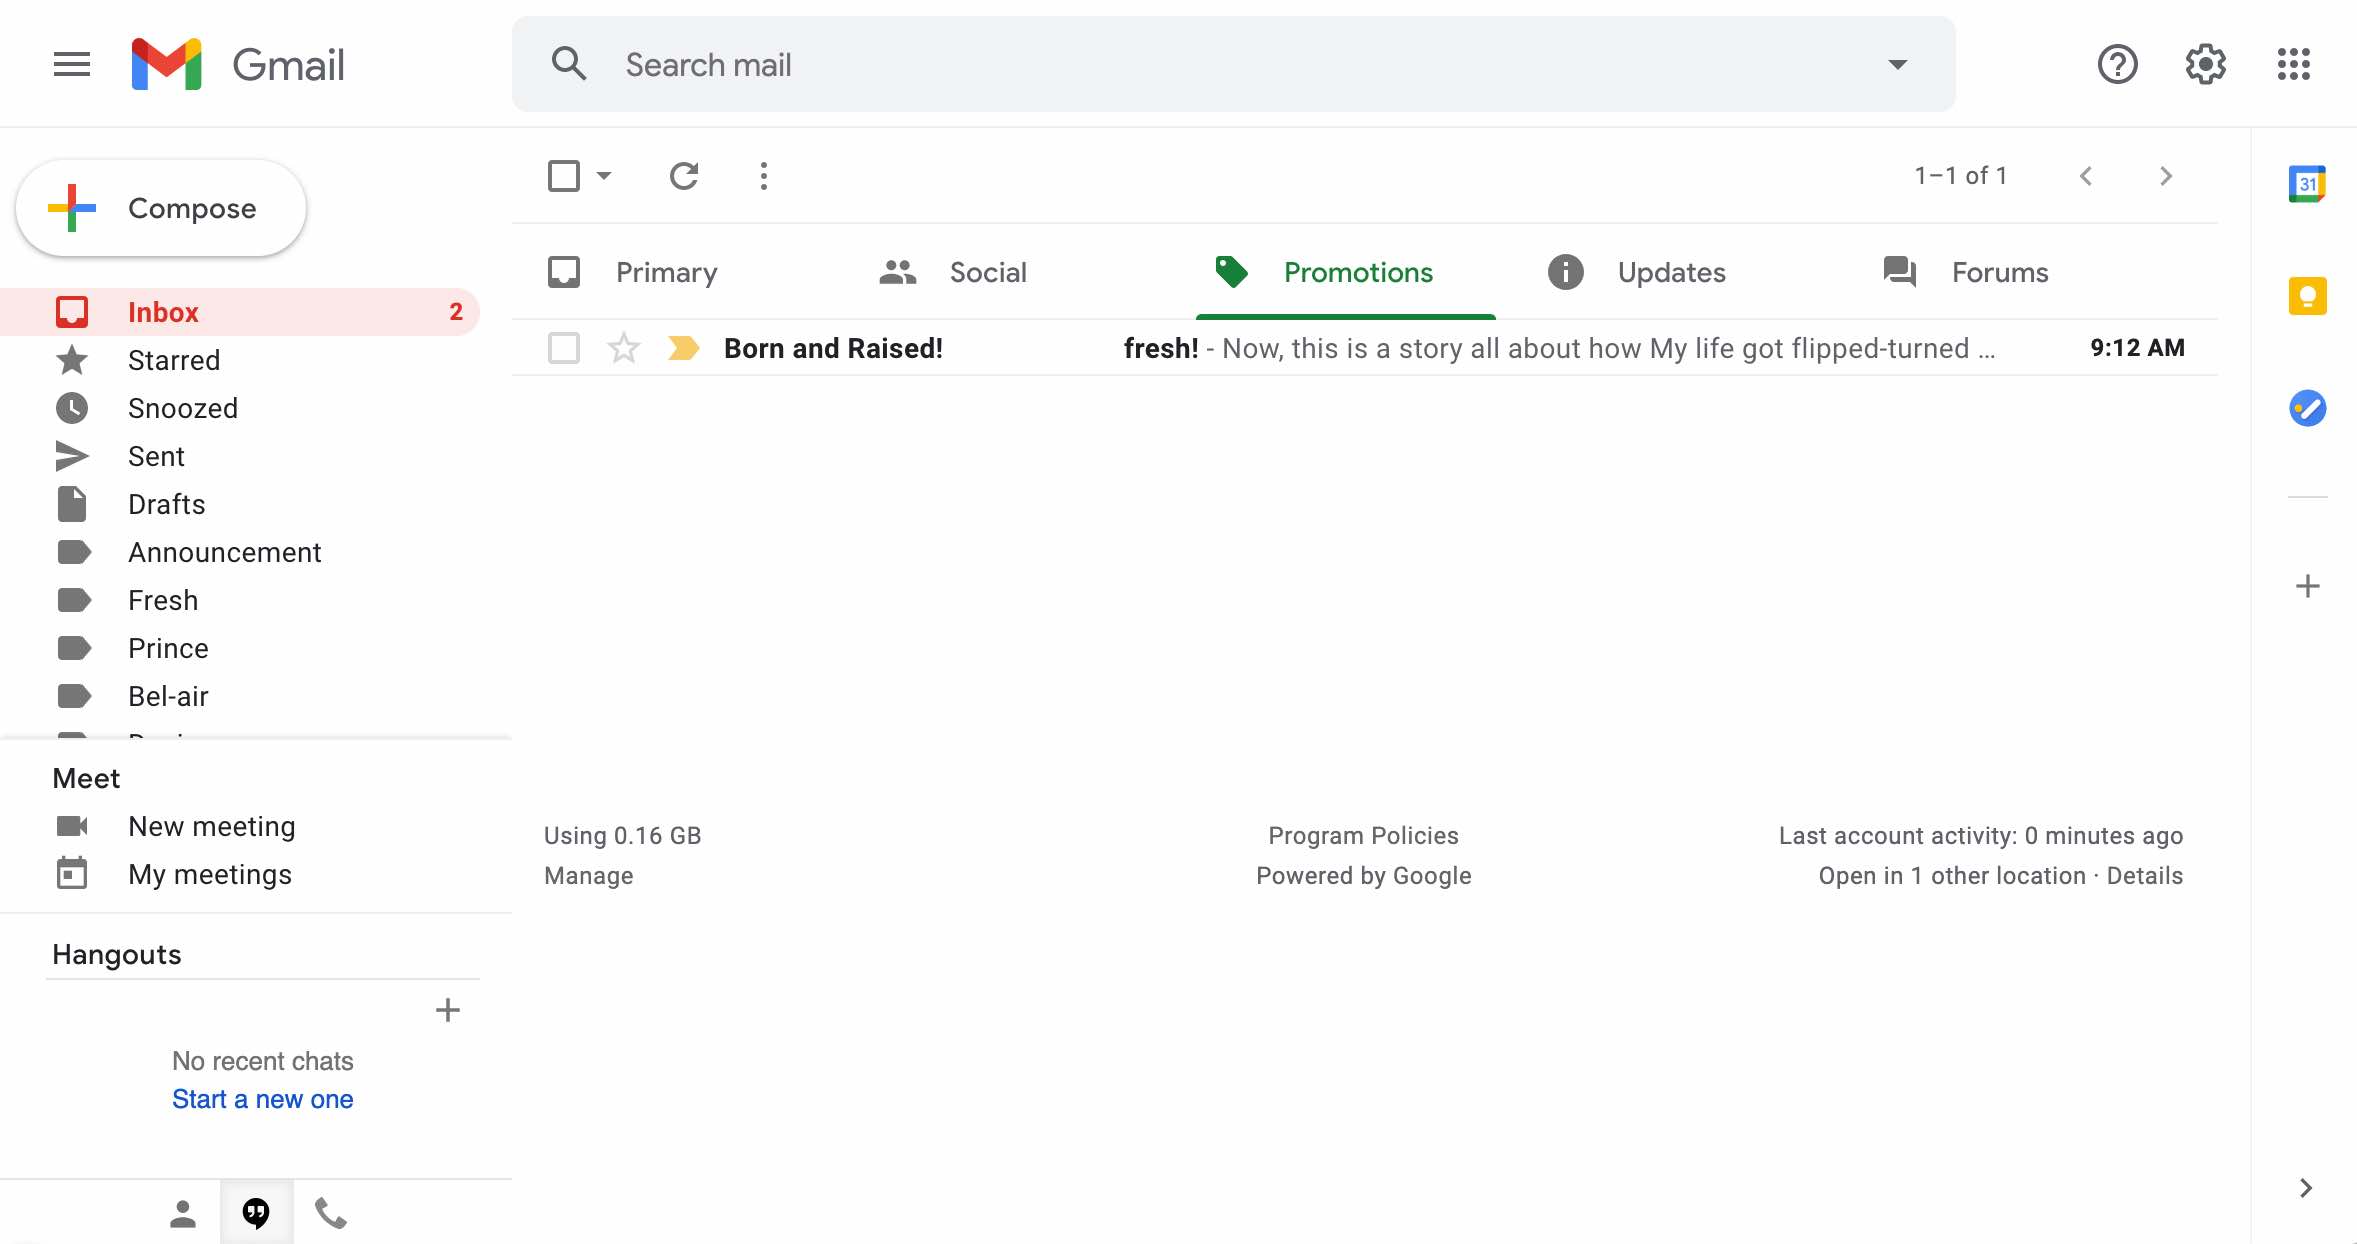 Gmail
Search mail
Compose
1–1 of 1
31
Primary
Social
Promotions
Updates
Forums
Inbox 2
Born and Raised! fresh! - Now, this is a story all about how My life got flipped-turned ... 9:12 AM
Starred
Snoozed
Sent
Drafts
Announcement
Fresh
Prince
Bel-air
Meet
New meeting
My meetings
Using 0.16 GB
Manage
Program Policies
Powered by Google
Last account activity: 0 minutes ago
Open in 1 other location · Details
Hangouts
No recent chats
Start a new one